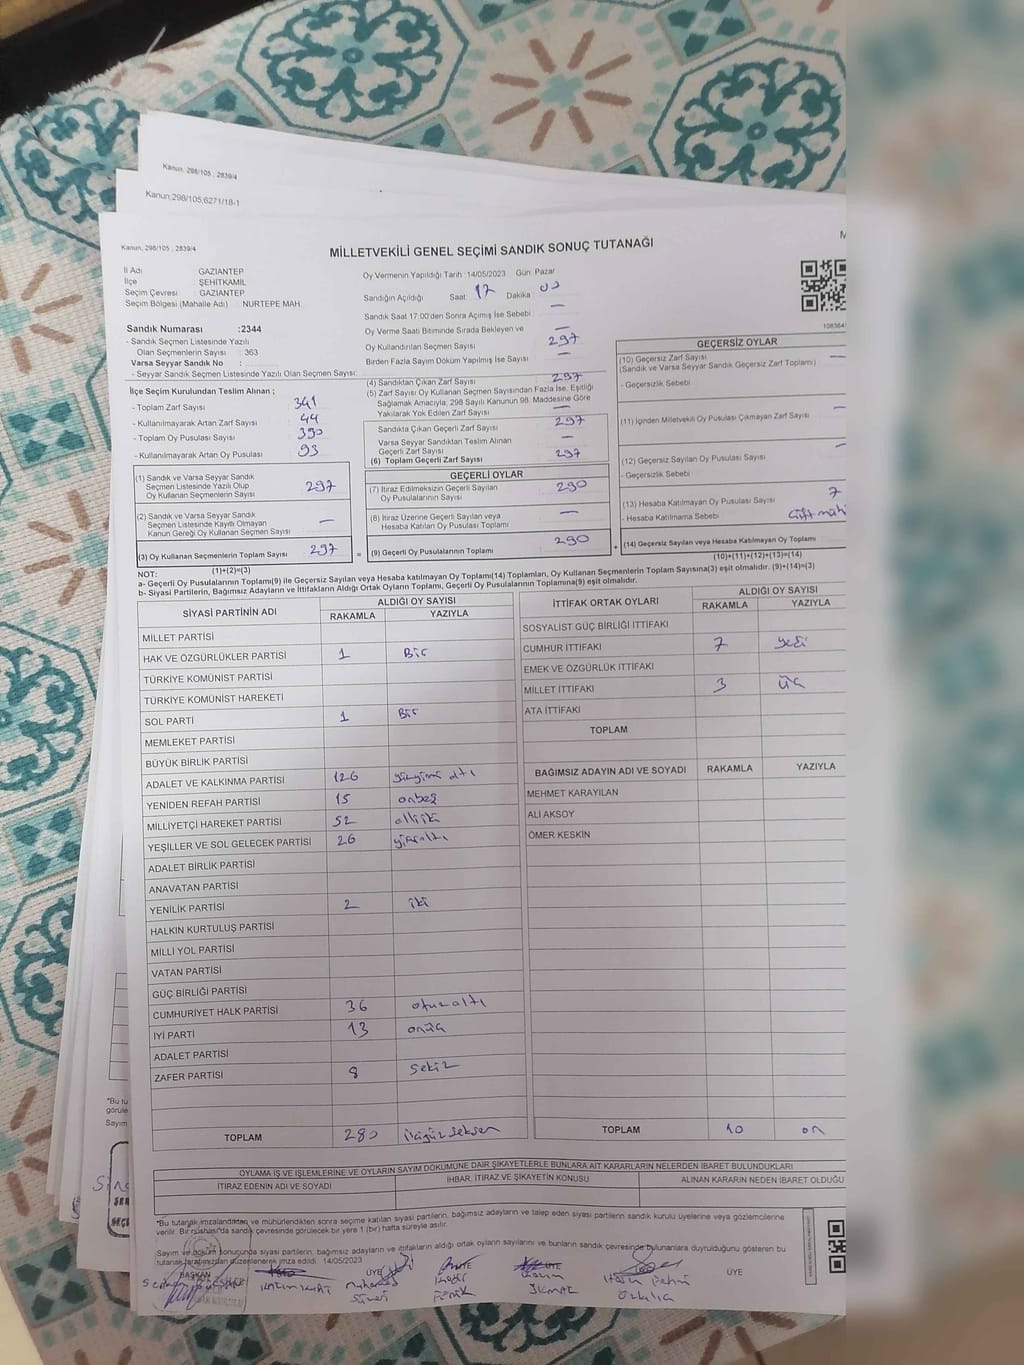 Kanun: 298/105 ; 2839/4
Kanun;298/105;6271/18-1
Kanun: 298/105 ; 2839/4
MİLLETVEKİLİ GENEL SEÇİMİ SANDIK SONUÇ TUTANAĞI
İl Adı GAZİANTEP
İlçe ŞEHİTKAMİL
Seçim Çevresi : GAZİANTEP
Seçim Bölgesi (Mahalle Adı) : NURTEPE MAH.
Sandık Numarası :2344
- Sandık Seçmen Listesinde Yazılı
Olan Seçmenlerin Sayısı : 363
Varsa Seyyar Sandık No :
- Seyyar Seçmen Listesinde Yazılı Olan Seçmen Sayısı:
Oy Vermenin Yapıldığı Tarih :14/05/2023 Gün Pazar
Sandığın Açıldığı Saat: 17 Dakika
Sandık Saat 17:00'den Sonra Açımış İse Sebebi —
Oy Verme Saati Bitiminde Sırada Bekleyen ve —
Oy Kullandırılan Seçmen Sayısı 297
Birden Fazla Sayım Döküm Yapılmış İse Sayısı —
(4) Sandıktan Çıkan Zarf Sayısı 297
(5) Zarf Sayısı Oy Kullanan Seçmen Sayısından Fazla İse, Eşitliği
Sağlamak Amacıyla, 298 Sayılı Kanunun 98. Maddesine Göre
Yakılarak Yok Edilen Zarf Sayısı —
Sandıkta Çıkan Geçerli Zarf Sayısı 297
Varsa Seyyar Sandıktan Teslim Alınan
Geçerli Zarf Sayısı —
(6) Toplam Geçerli Zarf Sayısı 297
İlçe Seçim Kurulundan Teslim Alınan ;
- Toplam Zarf Sayısı : 341
- Kullanılmayarak Artan Zarf Sayısı : 44
- Toplam Oy Pusulası Sayısı : 390
- Kullanılmayarak Artan Oy Pusulası : 93
(1) Sandık ve Varsa Seyyar Sandık
Seçmen Listesinde Yazılı Olup
Oy Kullanan Seçmenlerin Sayısı 297
(2) Sandık ve Varsa Seyyar Sandık
Seçmen Listesinde Kayıtlı Olmayan
Kanun Gereği Oy Kullanan Seçmen Sayısı —
(3) Oy Kullanan Seçmenlerin Toplam Sayısı 297
(1)+(2)=(3)
GEÇERLİ OYLAR
(7) İtiraz Edilmeksizin Geçerli Sayılan
Oy Pusulalarının Sayısı 290
(8) İtiraz Üzerine Geçerli Sayılan veya
Hesaba Katılan Oy Pusulası Toplamı —
(9) Geçerli Oy Pusulalarının Toplamı 290
GEÇERSİZ OYLAR
(10) Geçersiz Zarf Sayısı —
(Sandık ve Varsa Seyyar Sandık Geçersiz Zarf Toplamı)
- Geçersizlik Sebebi
(11) İçinden Milletvekili Oy Pusulası Çıkmayan Zarf Sayısı —
(12) Geçersiz Sayılan Oy Pusulası Sayısı —
- Geçersizlik Sebebi
(13) Hesaba Katılmayan Oy Pusulası Sayısı 7
- Hesaba Katılmama Sebebi
(14) Geçersiz Sayılan veya Hesaba Katılmayan Oy Toplamı
(10)+(11)+(12)+(13)=(14)
NOT:
a- Geçerli Oy Pusulaları Toplamı(9) ile Geçersiz Sayılan veya Hesaba katılmayan Oy Toplamı(14) Toplamları, Oy Kullanan Seçmenlerin Toplam Sayısına(3) eşit olmalıdır. (9)+(14)=(3)
b- Siyasi Partilerin, Bağımsız Adayların ve İttifakların Aldığı Ortak Oyların Toplamı, Geçerli Oy Pusulalarının Toplamına(9) eşit olmalıdır.
SİYASİ PARTİNİN ADI ALDIĞI OY SAYISI
RAKAMLA YAZIYLA
MİLLET PARTİSİ
HAK VE ÖZGÜRLÜKLER PARTİSİ 1 Bir
TÜRKİYE KOMÜNİST PARTİSİ
TÜRKİYE KOMÜNİST HAREKETİ
SOL PARTİ 1 Bir
MEMLEKET PARTİSİ
BÜYÜK BİRLİK PARTİSİ
ADALET VE KALKINMA PARTİSİ 126
YENİDEN REFAH PARTİSİ 15 onbeş
MİLLİYETÇİ HAREKET PARTİSİ 52
YEŞİLLER VE SOL GELECEK PARTİSİ 26
ADALET BİRLİK PARTİSİ
ANAVATAN PARTİSİ
YENİLİK PARTİSİ 2 iki
HALKIN KURTULUŞ PARTİSİ
MİLLİ YOL PARTİSİ
VATAN PARTİSİ
GÜÇ BİRLİĞİ PARTİSİ
CUMHURİYET HALK PARTİSİ 36 otuzaltı
İYİ PARTİ 13 onüç
ADALET PARTİSİ
ZAFER PARTİSİ 8 sekiz
TOPLAM 280 ikiyüzseksen
İTTİFAK ORTAK OYLARI ALDIĞI OY SAYISI
RAKAMLA YAZIYLA
SOSYALİST GÜÇ BİRLİĞİ İTTİFAKI
CUMHUR İTTİFAKI 7 yedi
EMEK VE ÖZGÜRLÜK İTTİFAKI
MİLLET İTTİFAKI 3 üç
ATA İTTİFAKI
TOPLAM
BAĞIMSIZ ADAYIN ADI VE SOYADI RAKAMLA YAZIYLA
MEHMET KARAYILAN
ALİ AKSOY
ÖMER KESKİN
TOPLAM 10 on
OYLAMA İŞ VE İŞLEMLERİNE VE OYLARIN SAYIM DÖKÜMÜNE DAİR ŞİKAYETLERLE BUNLARA AİT KARARLARIN NELERDEN İBARET BULUNDUKLARI
İTİRAZ EDENİN ADI VE SOYADI İHBAR, İTİRAZ VE ŞİKAYETİN KONUSU ALINAN KARARIN NEDEN İBARET OLDUĞU
*Bu tutanak imzalandıktan ve mühürlendikten sonra seçime katılan siyasi partilerin, bağımsız adayların ve talep eden siyasi partilerin sandık kurulu üyelerine veya gözlemcilerine
verilir. Bir nüshası da sandık çevresinde görülecek bir yere 1 (bir) hafta süreyle asılır.
Sayım ve döküm sonucunda siyasi partilerin, bağımsız adayların ve ittifakların aldığı ortak oyların sayılarını ve bunların sandık çevresinde bulunanlara duyrulduğunu gösteren bu
tutanak tarafımızdan düzenlenerek imza edildi 14/05/2023
BAŞKAN ÜYE ÜYE ÜYE
*Bu tu
görüle
Sayım